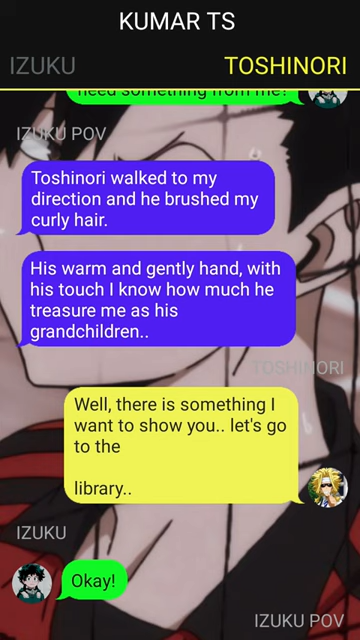 KUMAR TS
IZUKU
TOSHINORI
need something from me?
IZUKU POV
Toshinori walked to my
direction and he brushed my
curly hair.
His warm and gently hand, with
his touch I know how much he
treasure me as his
grandchildren..
TOSHINORI
Well, there is something I
want to show you.. let's go
to the
library..
IZUKU
Okay!
IZUKU POV